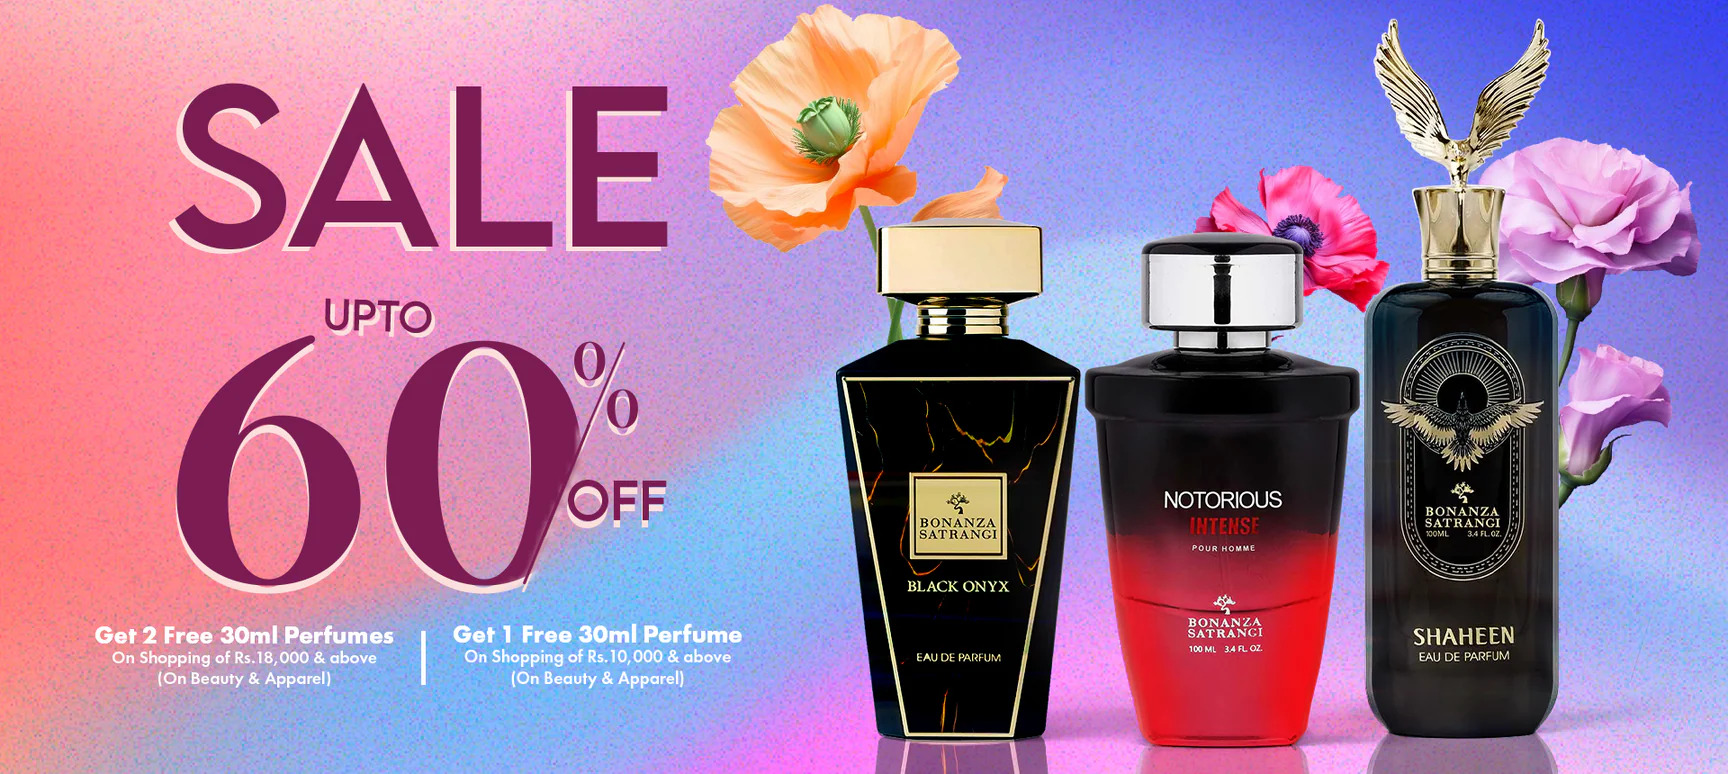 SALE
UPTO
60%
OFF
Get 2 Free 30ml Perfumes
On Shopping of Rs.18,000 & above
(On Beauty & Apparel)
Get 1 Free 30ml Perfume
On Shopping of Rs.10,000 & above
(On Beauty & Apparel)
BONANZA
SATRANGI
BLACK ONYX
EAU DE PARFUM
NOTORIOUS
INTENSE
POUR HOMME
BONANZA
SATRANGI
100 ML 3.4 FL. OZ.
BONANZA
SATRANGI
100ML 3.4 FL.OZ.
SHAHEEN
EAU DE PARFUM